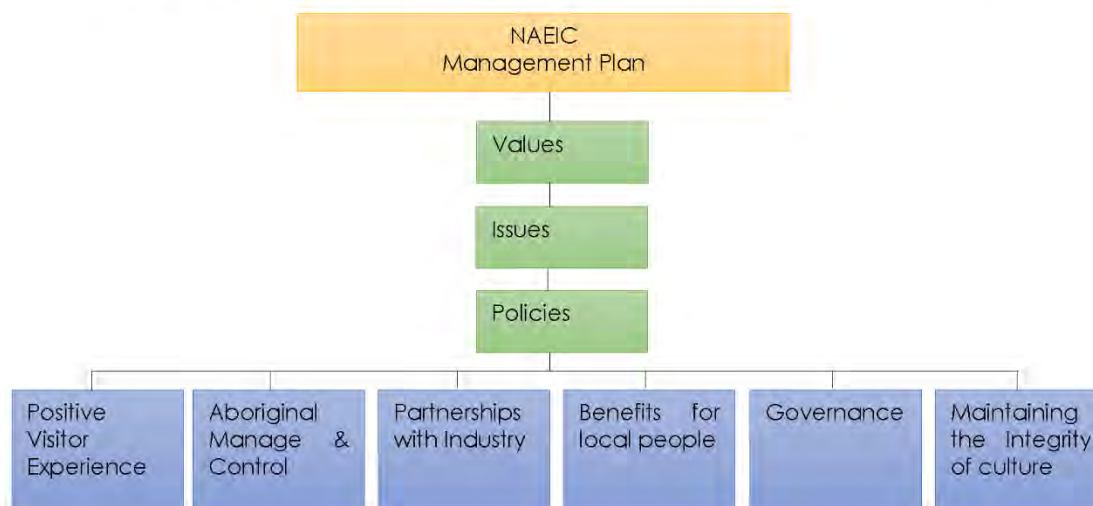 NAEIC
Management Plan
Values
Issues
Policies
Positive
Visitor
Experience
Aboriginal
Manage &
Control
Partnerships
with Industry
Benefits for
local people
Governance
Maintaining
the Integrity
of culture